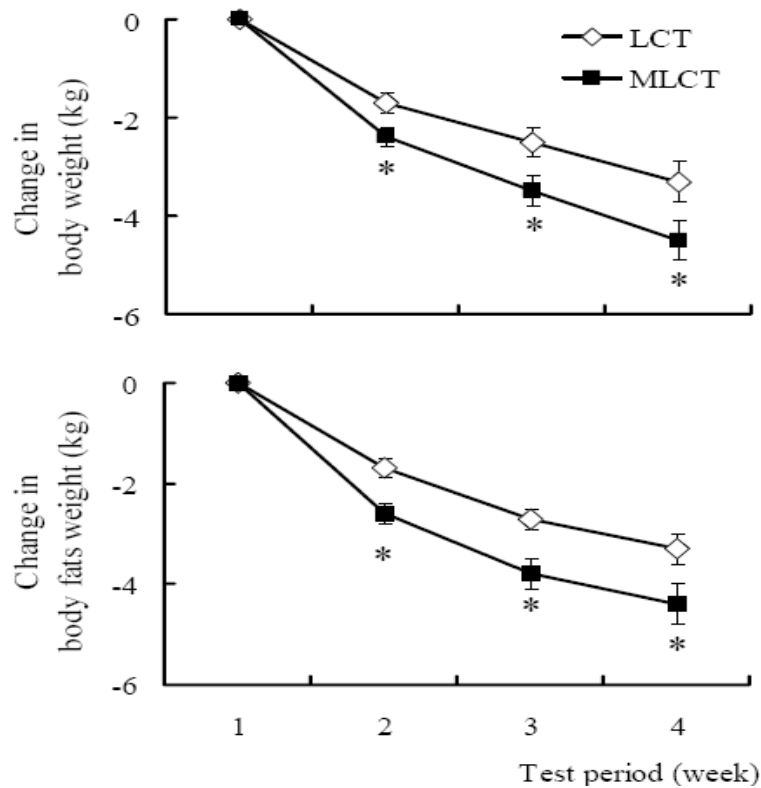 Change in
body weight (kg)
0
-2
-4
-6
LCT
MLCT
*
*
*
Change in
body fats weight (kg)
0
-2
-4
-6
*
*
*
1 2 3 4
Test period (week)